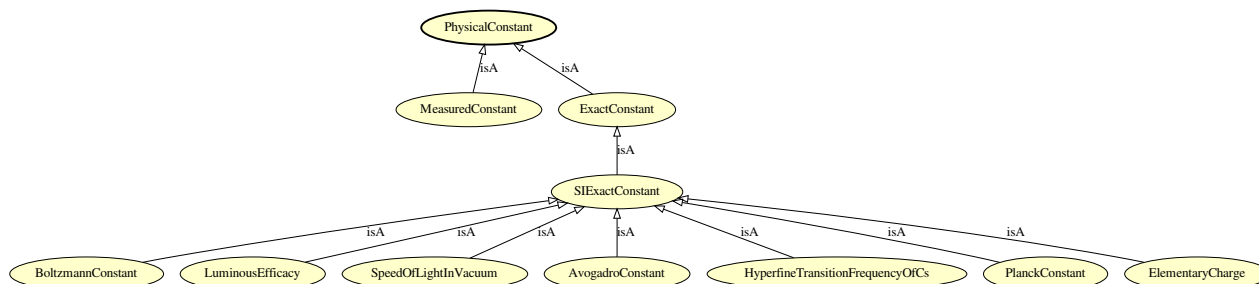 PhysicalConstant
isA isA
MeasuredConstant ExactConstant
isA
SIExactConstant
isA isA isA isA isA isA isA
BoltzmannConstant LuminousEfficacy SpeedOfLightInVacuum AvogadroConstant HyperfineTransitionFrequencyOfCs PlanckConstant ElementaryCharge